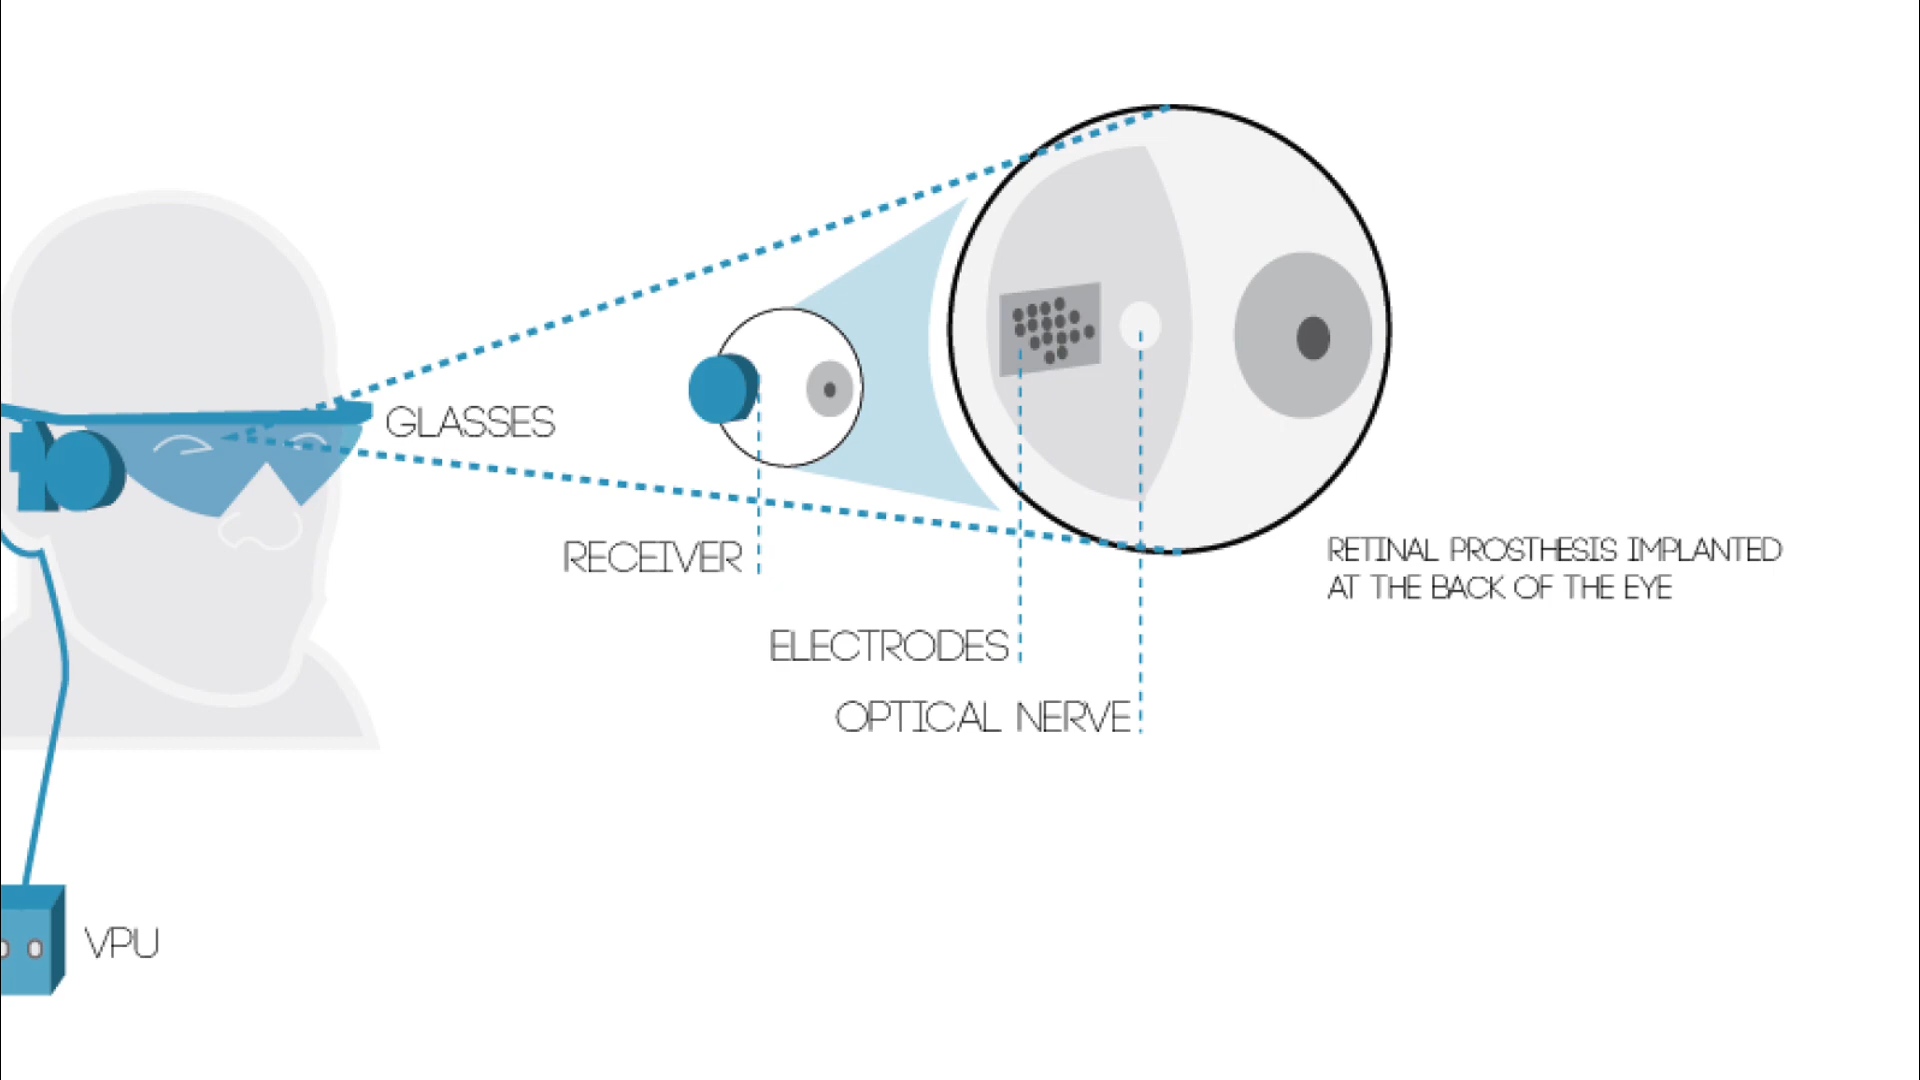 GLASSES
RECEIVER
RETINAL PROSTHESIS IMPLANTED
AT THE BACK OF THE EYE
ELECTRODES
OPTICAL NERVE
VPU